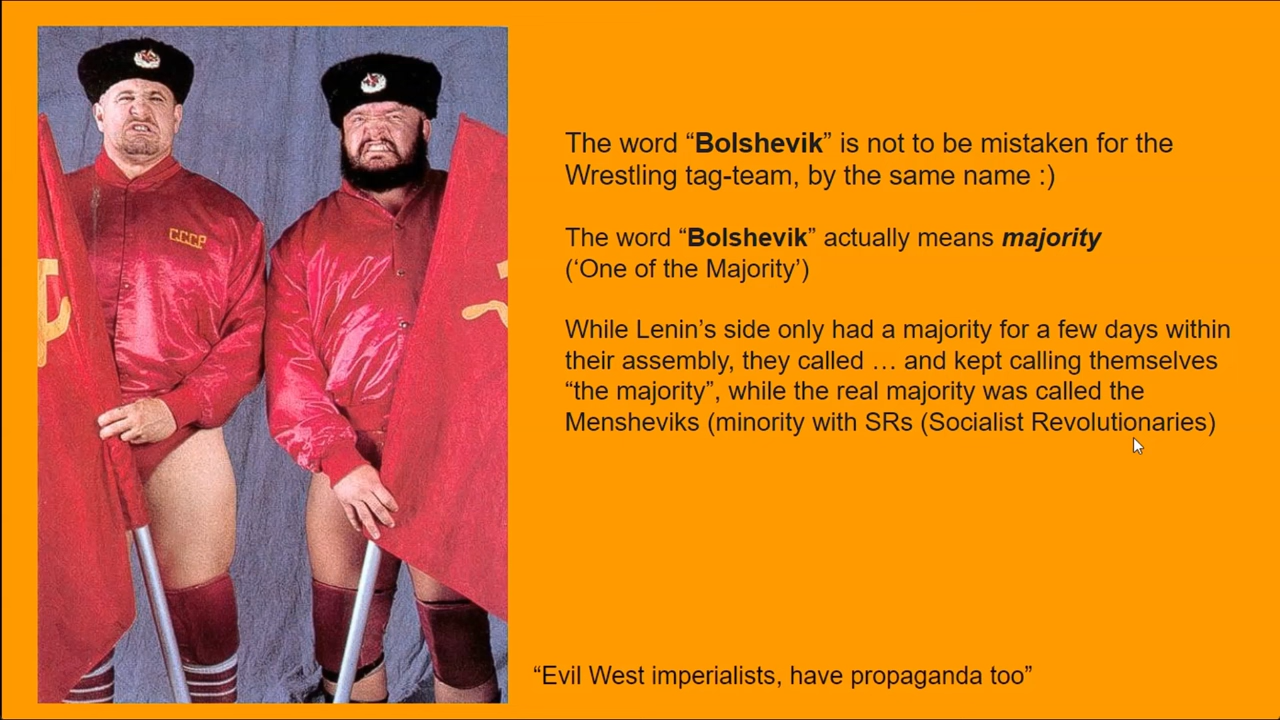 CCCP
The word “Bolshevik” is not to be mistaken for the
Wrestling tag-team, by the same name :)
The word “Bolshevik” actually means majority
(‘One of the Majority’)
While Lenin’s side only had a majority for a few days within
their assembly, they called … and kept calling themselves
“the majority”, while the real majority was called the
Mensheviks (minority with SRs (Socialist Revolutionaries)
“Evil West imperialists, have propaganda too”